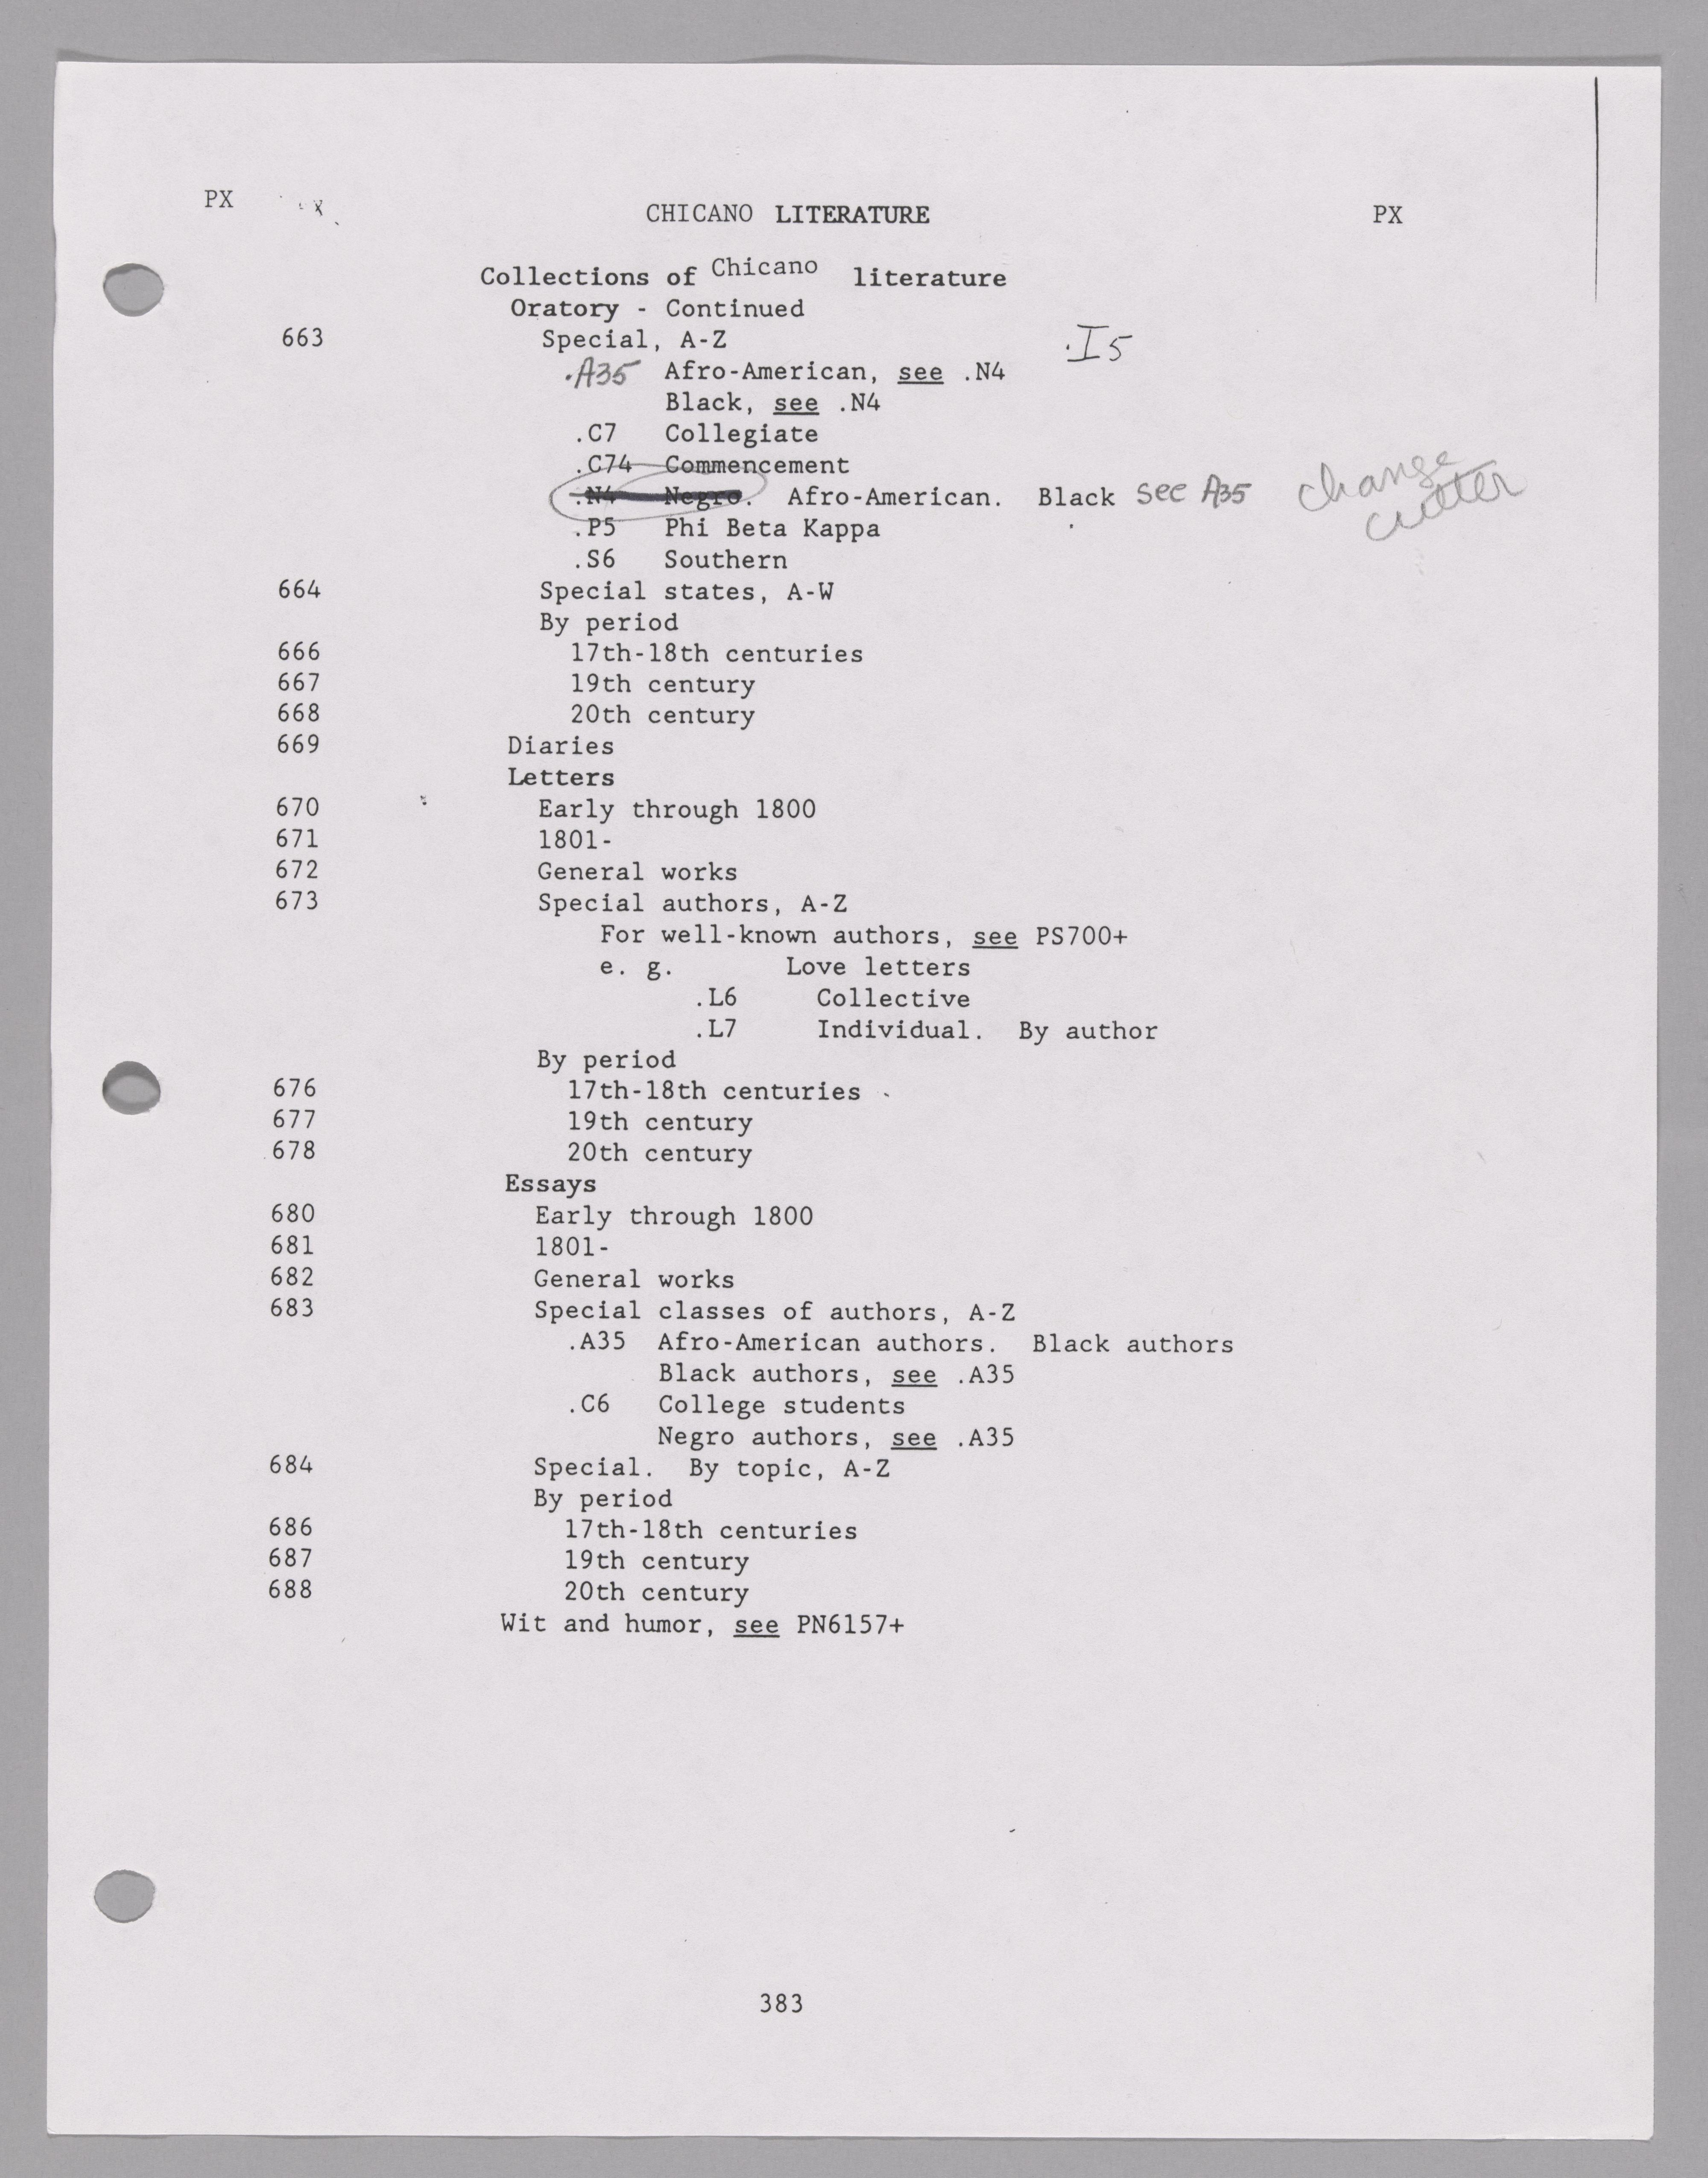 PX CHICANO LITERATURE PX
Collections of Chicano literature
Oratory - Continued
663 Special, A-Z .I5
.A35 Afro-American, see .N4
Black, see .N4
.C7 Collegiate
.C74 Commencement
.N4 Negro. Afro-American. Black see A35 change cutter
.P5 Phi Beta Kappa
.S6 Southern
664 Special states, A-W
By period
666 17th-18th centuries
667 19th century
668 20th century
669 Diaries
Letters
670 Early through 1800
671 1801-
672 General works
673 Special authors, A-Z
For well-known authors, see PS700+
e. g. Love letters
.L6 Collective
.L7 Individual. By author
By period
676 17th-18th centuries
677 19th century
678 20th century
Essays
680 Early through 1800
681 1801-
682 General works
683 Special classes of authors, A-Z
.A35 Afro-American authors. Black authors
Black authors, see .A35
.C6 College students
Negro authors, see .A35
684 Special. By topic, A-Z
By period
686 17th-18th centuries
687 19th century
688 20th century
Wit and humor, see PN6157+
383